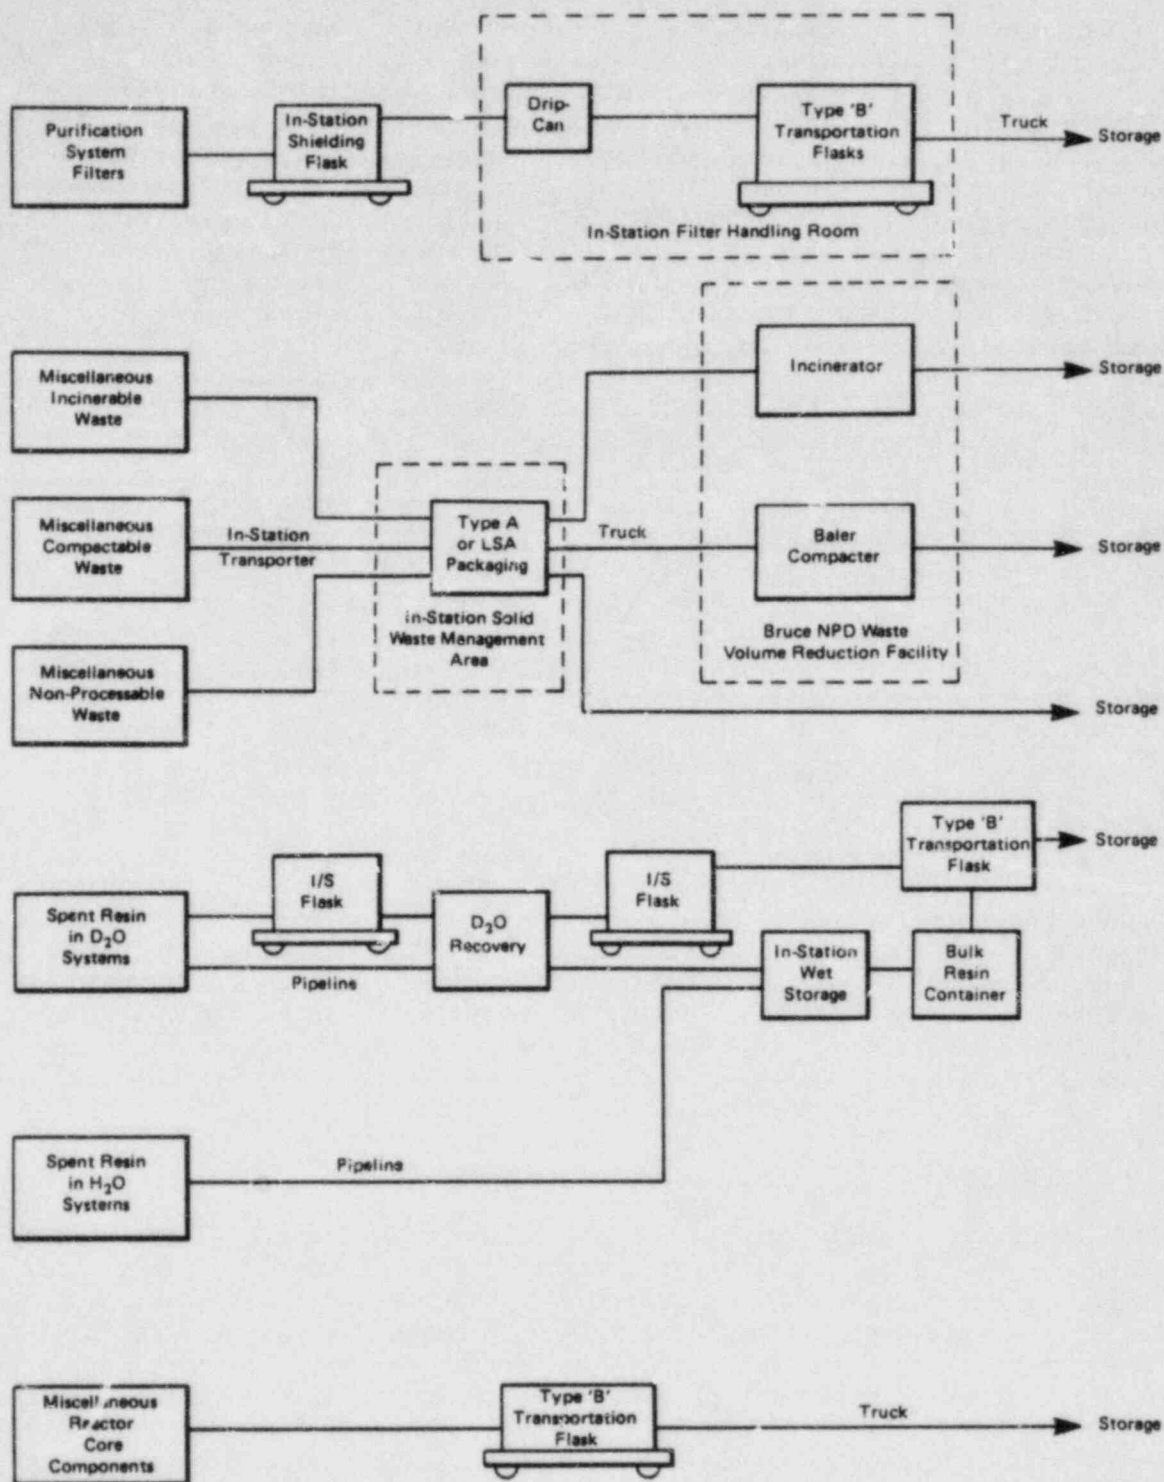 Purification
System
Filters
In-Station
Shielding
Flask
Drip-
Can
Type 'B'
Transportation
Flasks
Truck
Storage
In-Station Filter Handling Room
Miscellaneous
Incinerable
Waste
Incinerator
Storage
Miscellaneous
Compactable
Waste
In-Station
Transporter
Type A
or LSA
Packaging
Truck
Baler
Compacter
Storage
In-Station Solid
Waste Management
Area
Bruce NPD Waste
Volume Reduction Facility
Miscellaneous
Non-Processable
Waste
Storage
Type 'B'
Transportation
Flask
Storage
Spent Resin
in D₂O
Systems
I/S
Flask
D₂O
Recovery
I/S
Flask
Pipeline
In-Station
Wet
Storage
Bulk
Resin
Container
Spent Resin
in H₂O
Systems
Pipeline
Miscellaneous
Reactor
Core
Components
Type 'B'
Transportation
Flask
Truck
Storage